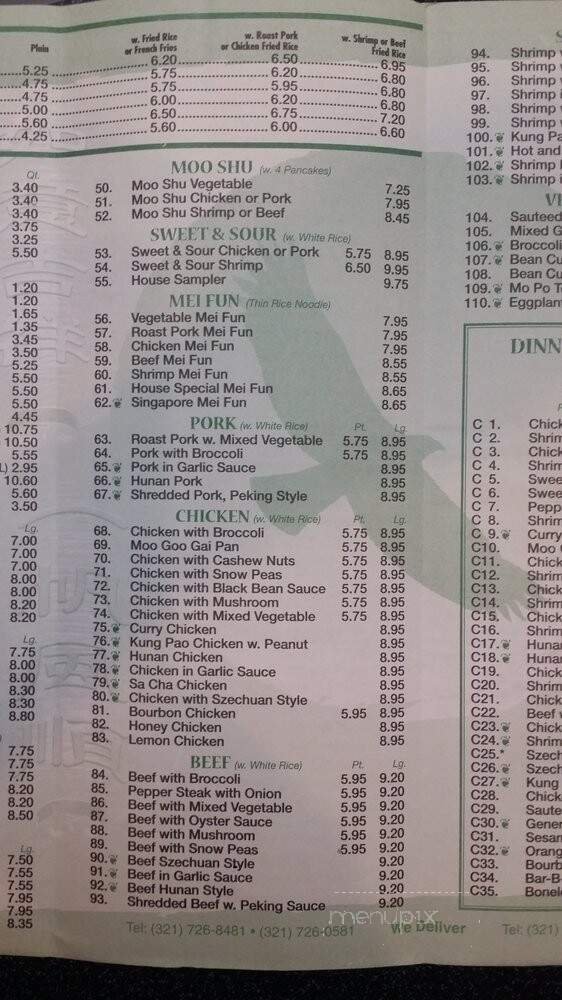 Plain
w. Fried Rice
or French Fries
w. Roast Pork
or Chicken Fried Rice
w. Shrimp or Beef
Fried Rice
5.25 6.20 6.50 6.95
4.75 5.75 6.20 6.80
4.75 5.75 5.95 6.80
5.00 6.00 6.20 6.80
5.60 6.50 6.75 7.20
4.25 5.60 6.00 6.60
Qt.
3.40
3.40
3.40
3.75
3.25
5.50
1.20
1.20
1.65
1.35
3.45
3.50
5.25
5.50
5.50
5.50
4.45
10.75
10.50
5.55
2.95
10.60
5.60
3.50
Lg.
7.00
7.00
7.00
8.00
8.00
8.20
8.20
Lg.
7.75
8.00
8.00
8.30
8.30
8.80
7.75
7.75
7.75
8.20
8.20
8.50
Lg.
7.50
7.55
7.55
7.95
7.95
8.35
MOO SHU (w. 4 Pancakes)
50. Moo Shu Vegetable 7.25
51. Moo Shu Chicken or Pork 7.95
52. Moo Shu Shrimp or Beef 8.45
SWEET & SOUR (w. White Rice)
53. Sweet & Sour Chicken or Pork 5.75 8.95
54. Sweet & Sour Shrimp 6.50 9.95
55. House Sampler 9.75
MEI FUN (Thin Rice Noodle)
56. Vegetable Mei Fun 7.95
57. Roast Pork Mei Fun 7.95
58. Chicken Mei Fun 7.95
59. Beef Mei Fun 8.55
60. Shrimp Mei Fun 8.55
61. House Special Mei Fun 8.65
62. Singapore Mei Fun 8.65
PORK (w. White Rice) Pt. Lg.
63. Roast Pork w. Mixed Vegetable 5.75 8.95
64. Pork with Broccoli 5.75 8.95
65. Pork in Garlic Sauce 8.95
66. Hunan Pork 8.95
67. Shredded Pork, Peking Style 8.95
CHICKEN (w. White Rice) Pt. Lg.
68. Chicken with Broccoli 5.75 8.95
69. Moo Goo Gai Pan 5.75 8.95
70. Chicken with Cashew Nuts 5.75 8.95
71. Chicken with Snow Peas 5.75 8.95
72. Chicken with Black Bean Sauce 5.75 8.95
73. Chicken with Mushroom 5.75 8.95
74. Chicken with Mixed Vegetable 5.75 8.95
75. Curry Chicken 8.95
76. Kung Pao Chicken w. Peanut 8.95
77. Hunan Chicken 8.95
78. Chicken in Garlic Sauce 8.95
79. Sa Cha Chicken 8.95
80. Chicken with Szechuan Style 8.95
81. Bourbon Chicken 5.95 8.95
82. Honey Chicken 8.95
83. Lemon Chicken 8.95
BEEF (w. White Rice) Pt. Lg.
84. Beef with Broccoli 5.95 9.20
85. Pepper Steak with Onion 5.95 9.20
86. Beef with Mixed Vegetable 5.95 9.20
87. Beef with Oyster Sauce 5.95 9.20
88. Beef with Mushroom 5.95 9.20
89. Beef with Snow Peas 5.95 9.20
90. Beef Szechuan Style 9.20
91. Beef in Garlic Sauce 9.20
92. Beef Hunan Style 9.20
93. Shredded Beef w. Peking Sauce 9.20
menupix
Tel: (321) 726-8481 • (321) 726-0581 We Deliver Tel: (321)
94. Shrimp
95. Shrimp
96. Shrimp
97. Shrimp
98. Shrimp
99. Shrimp
100. Kung
101. Hot and
102. Shrimp
103. Shrimp
104.
105. Mixed
106.
107. Bean
108. Bean
109. Mo Po
110.
C 1.
C 2.
C 3.
C 4.
C 5.
C 6.
C 7.
C 8.
C 9. Curry
C10. Moo
C11.
C12.
C13.
C14.
C15.
C16.
C17.
C18.
C19.
C20.
C21.
C22. Beef
C23.
C24.
C25.*
C26.
C27. Kung
C28.
C29.
C30.
C31.
C32.
C33.
C34.
C35.